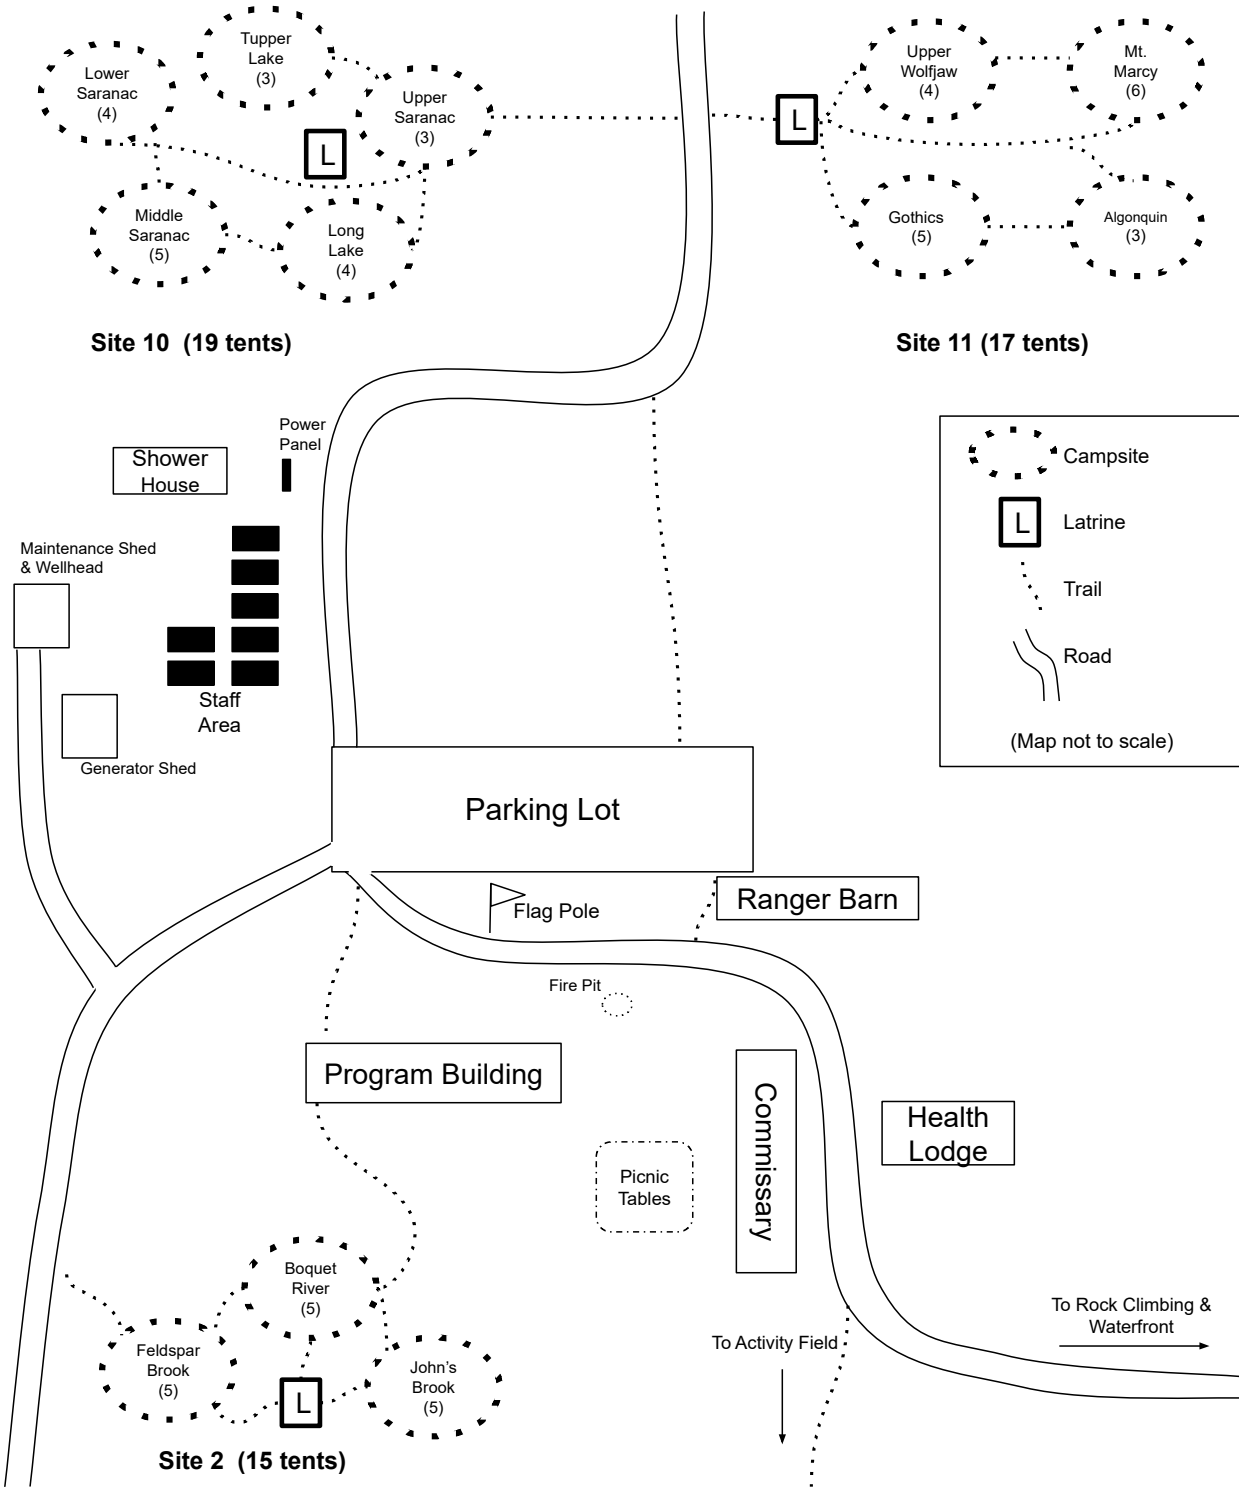 Tupper
Lake
(3)
Lower
Saranac
(4)
Upper
Saranac
(3)
L
Middle
Saranac
(5)
Long
Lake
(4)
Site 10 (19 tents)
Upper
Wolfjaw
(4)
Mt.
Marcy
(6)
L
Gothics
(5)
Algonquin
(3)
Site 11 (17 tents)
Power
Panel
Shower
House
Maintenance Shed
& Wellhead
Staff
Area
Generator Shed
Campsite
L
Latrine
Trail
Road
(Map not to scale)
Parking Lot
Ranger Barn
Flag Pole
Fire Pit
Program Building
Commissary
Health
Lodge
Picnic
Tables
Boquet
River
(5)
Feldspar
Brook
(5)
L
John's
Brook
(5)
Site 2 (15 tents)
To Activity Field
To Rock Climbing &
Waterfront